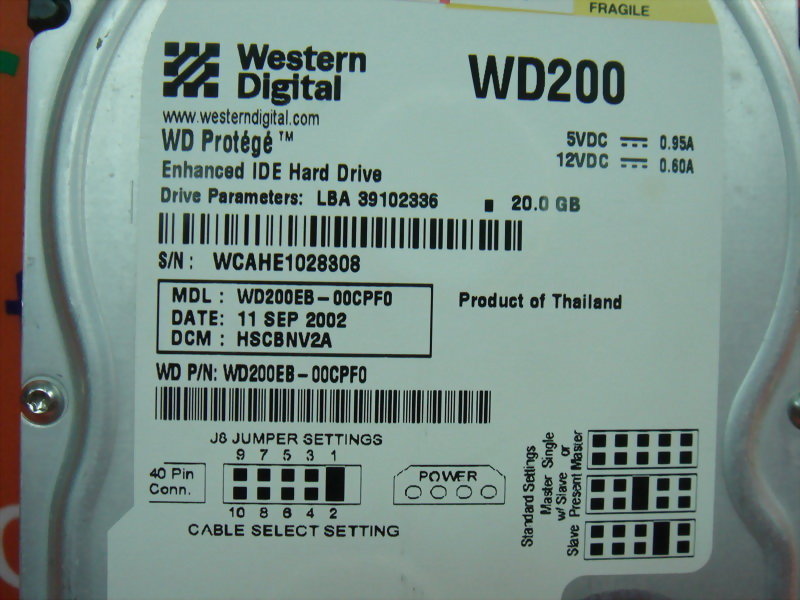 FRAGILE
Western
Digital
WD200
www.westerndigital.com
WD Protégé™
5VDC 0.95A
12VDC 0.60A
Enhanced IDE Hard Drive
Drive Parameters: LBA 39102336 ■ 20.0 GB
S/N: WCAHE1028308
MDL: WD200EB-00CPF0
DATE: 11 SEP 2002
DCM: HSCBNV2A
Product of Thailand
WD P/N: WD200EB-00CPF0
J8 JUMPER SETTINGS
9 7 5 3 1
40 Pin
Conn.
10 8 6 4 2
CABLE SELECT SETTING
POWER
Standard Settings
Master Single
w/Slave or
Slave Present Master